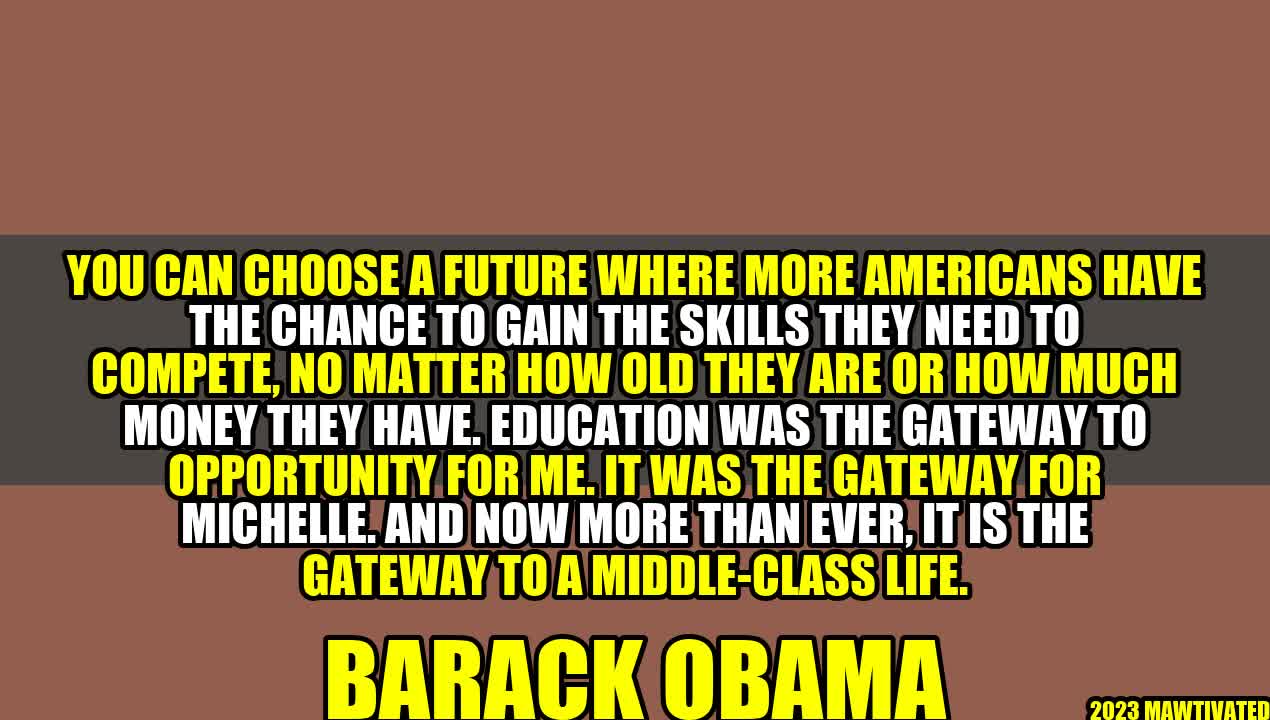 YOU CAN CHOOSE A FUTURE WHERE MORE AMERICANS HAVE
THE CHANCE TO GAIN THE SKILLS THEY NEED TO
COMPETE, NO MATTER HOW OLD THEY ARE OR HOW MUCH
MONEY THEY HAVE. EDUCATION WAS THE GATEWAY TO
OPPORTUNITY FOR ME. IT WAS THE GATEWAY FOR
MICHELLE. AND NOW MORE THAN EVER, IT IS THE
GATEWAY TO A MIDDLE-CLASS LIFE.
BARACK OBAMA
2023 MAWTIVATED